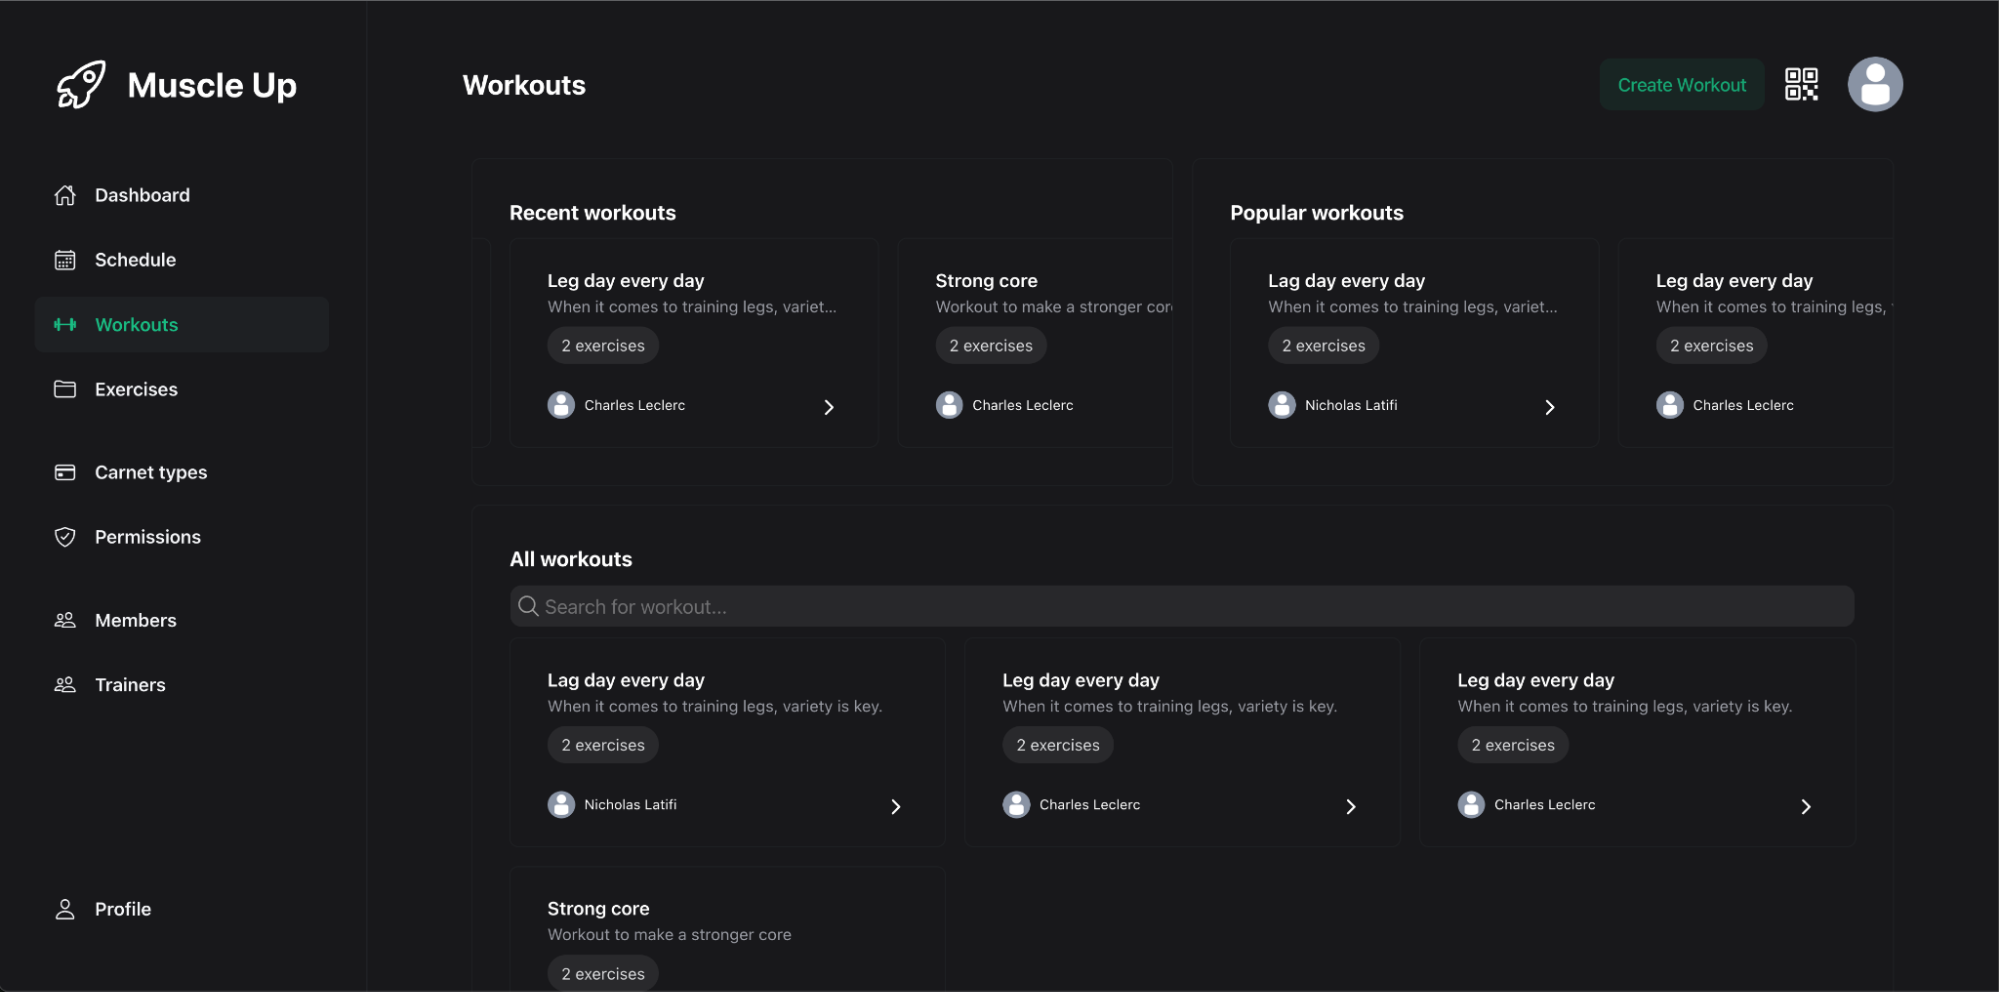 Muscle Up
Dashboard
Schedule
Workouts
Exercises
Carnet types
Permissions
Members
Trainers
Profile
Workouts
Create Workout
Recent workouts
Leg day every day
When it comes to training legs, variet...
2 exercises
Charles Leclerc
Strong core
Workout to make a stronger cor
2 exercises
Charles Leclerc
Popular workouts
Lag day every day
When it comes to training legs, variet...
2 exercises
Nicholas Latifi
Leg day every day
When it comes to training legs,
2 exercises
Charles Leclerc
All workouts
Search for workout...
Lag day every day
When it comes to training legs, variety is key.
2 exercises
Nicholas Latifi
Leg day every day
When it comes to training legs, variety is key.
2 exercises
Charles Leclerc
Leg day every day
When it comes to training legs, variety is key.
2 exercises
Charles Leclerc
Strong core
Workout to make a stronger core
2 exercises